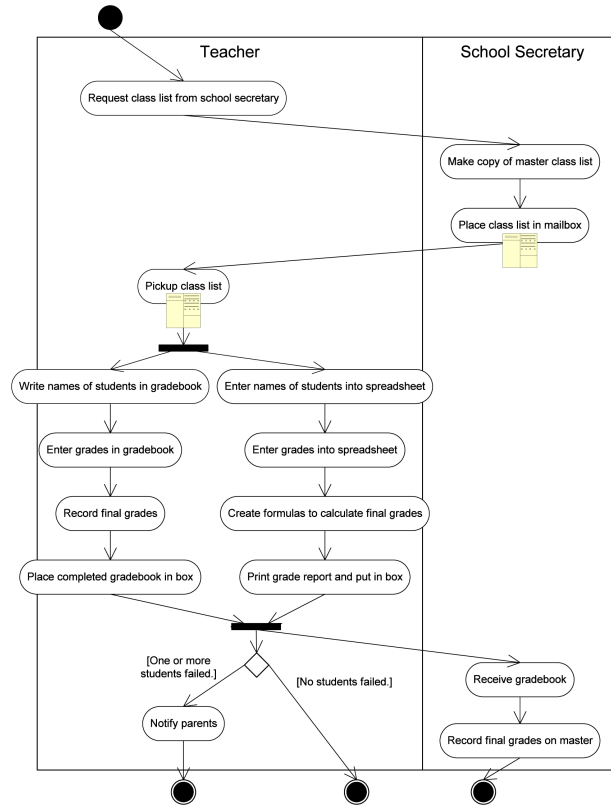 Teacher
School Secretary
Request class list from school secretary
Make copy of master class list
Place class list in mailbox
Pickup class list
Write names of students in gradebook
Enter names of students into spreadsheet
Enter grades in gradebook
Enter grades into spreadsheet
Record final grades
Create formulas to calculate final grades
Place completed gradebook in box
Print grade report and put in box
[One or more
students failed.]
[No students failed.]
Receive gradebook
Notify parents
Record final grades on master